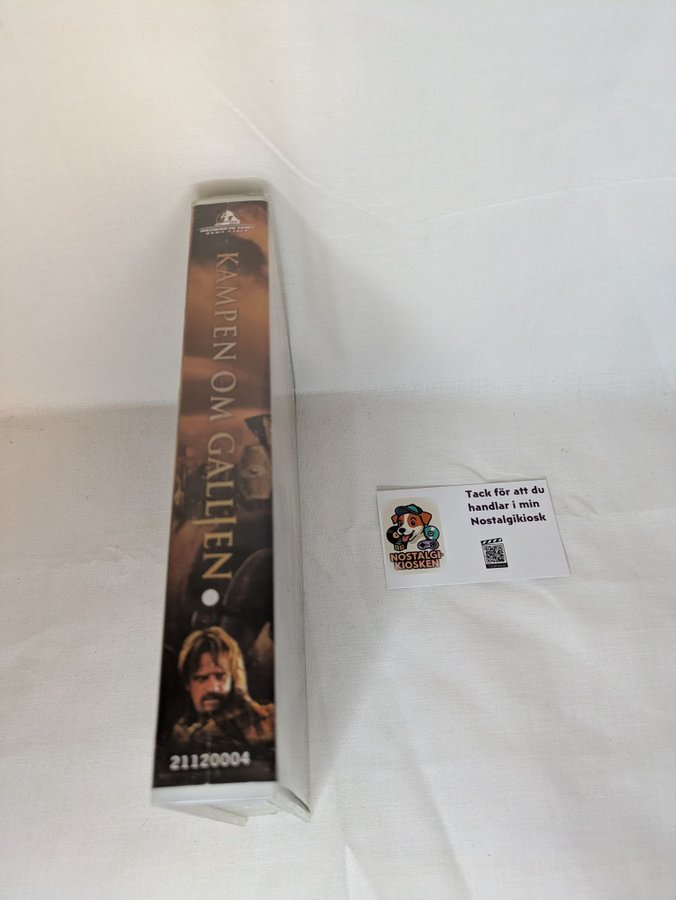 KAMPEN OM GALLIEN
21120004
Tack för att du
handlar i min
Nostalgikiosk
NOSTALGI-
KIOSKEN